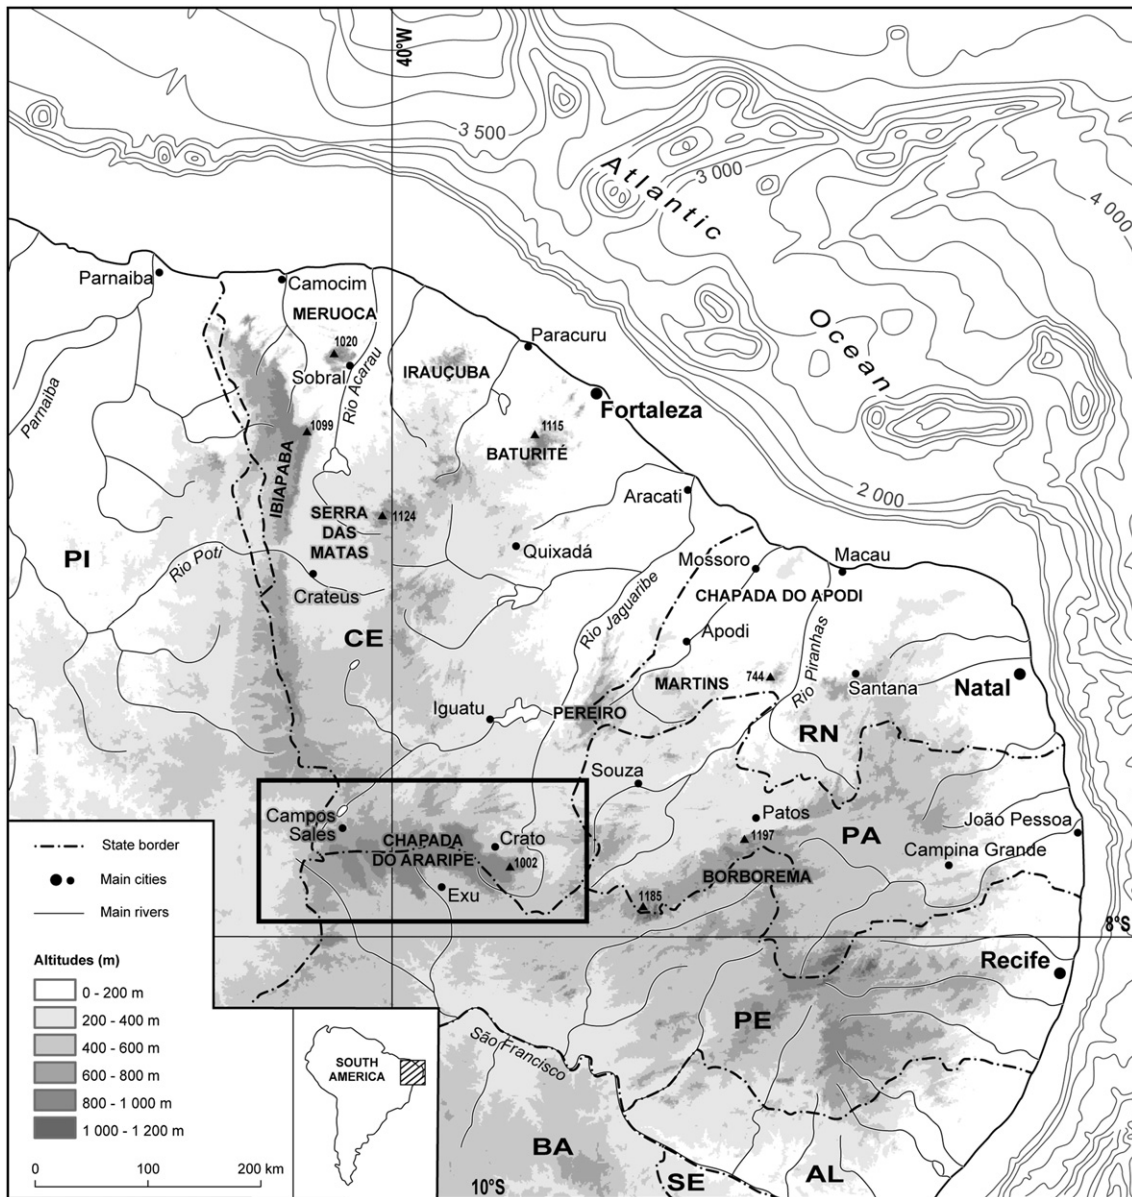 40°W
3 500
3 000
4 000
Atlantic
Ocean
2 000
Parnaiba
Camocim
MERUOCA
1020
Sobral
Rio Acarau
IRAUÇUBA
Paracuru
Fortaleza
Parnaiba
1099
1115
BATURITÉ
IBIAPABA
Aracati
SERRA
DAS
MATAS
1124
Quixadá
PI
Rio Poti
Crateus
Mossoro
Macau
CHAPADA DO APODI
Rio Jaguaribe
CE
Apodi
MARTINS
744
Rio Piranhas
Santana
Natal
Iguatu
PEREIRO
RN
Souza
Campos
Sales
CHAPADA
DO ARARIPE
Crato
1002
Exu
Patos
1197
PA
João Pessoa
Campina Grande
BORBOREMA
1185
8°S
Recife
PE
São Francisco
BA
SE
AL
10°S
State border
Main cities
Main rivers
Altitudes (m)
0 - 200 m
200 - 400 m
400 - 600 m
600 - 800 m
800 - 1 000 m
1 000 - 1 200 m
0 100 200 km
SOUTH
AMERICA